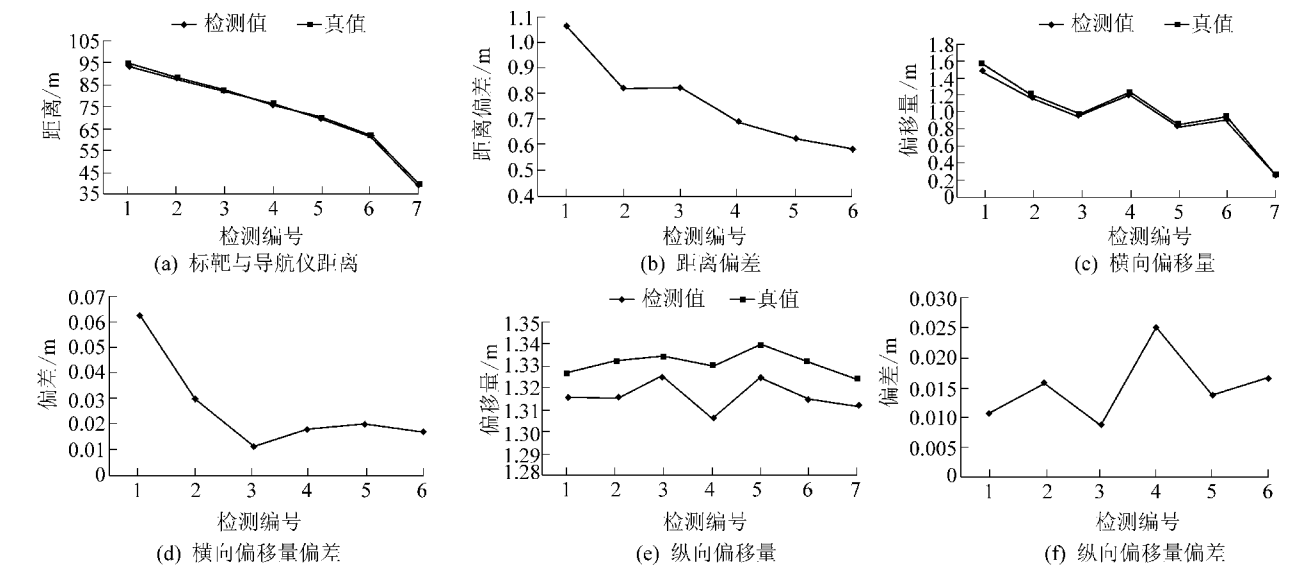 检测值 真值
105
95
85
75
65
55
45
35
距离/m
1 2 3 4 5 6 7
检测编号
(a) 标靶与导航仪距离
1.1
1.0
0.9
0.8
0.7
0.6
0.5
0.4
距离偏差/m
1 2 3 4 5 6
检测编号
(b) 距离偏差
检测值 真值
1.8
1.6
1.4
1.2
1.0
0.8
0.6
0.4
0.2
0
偏移量/m
1 2 3 4 5 6 7
检测编号
(c) 横向偏移量
0.07
0.06
0.05
0.04
0.03
0.02
0.01
0
偏差/m
1 2 3 4 5 6
检测编号
(d) 横向偏移量偏差
检测值 真值
1.35
1.34
1.33
1.32
1.31
1.30
1.29
1.28
偏移量/m
1 2 3 4 5 6 7
检测编号
(e) 纵向偏移量
0.030
0.025
0.020
0.015
0.010
0.005
0
偏差/m
1 2 3 4 5 6
检测编号
(f) 纵向偏移量偏差